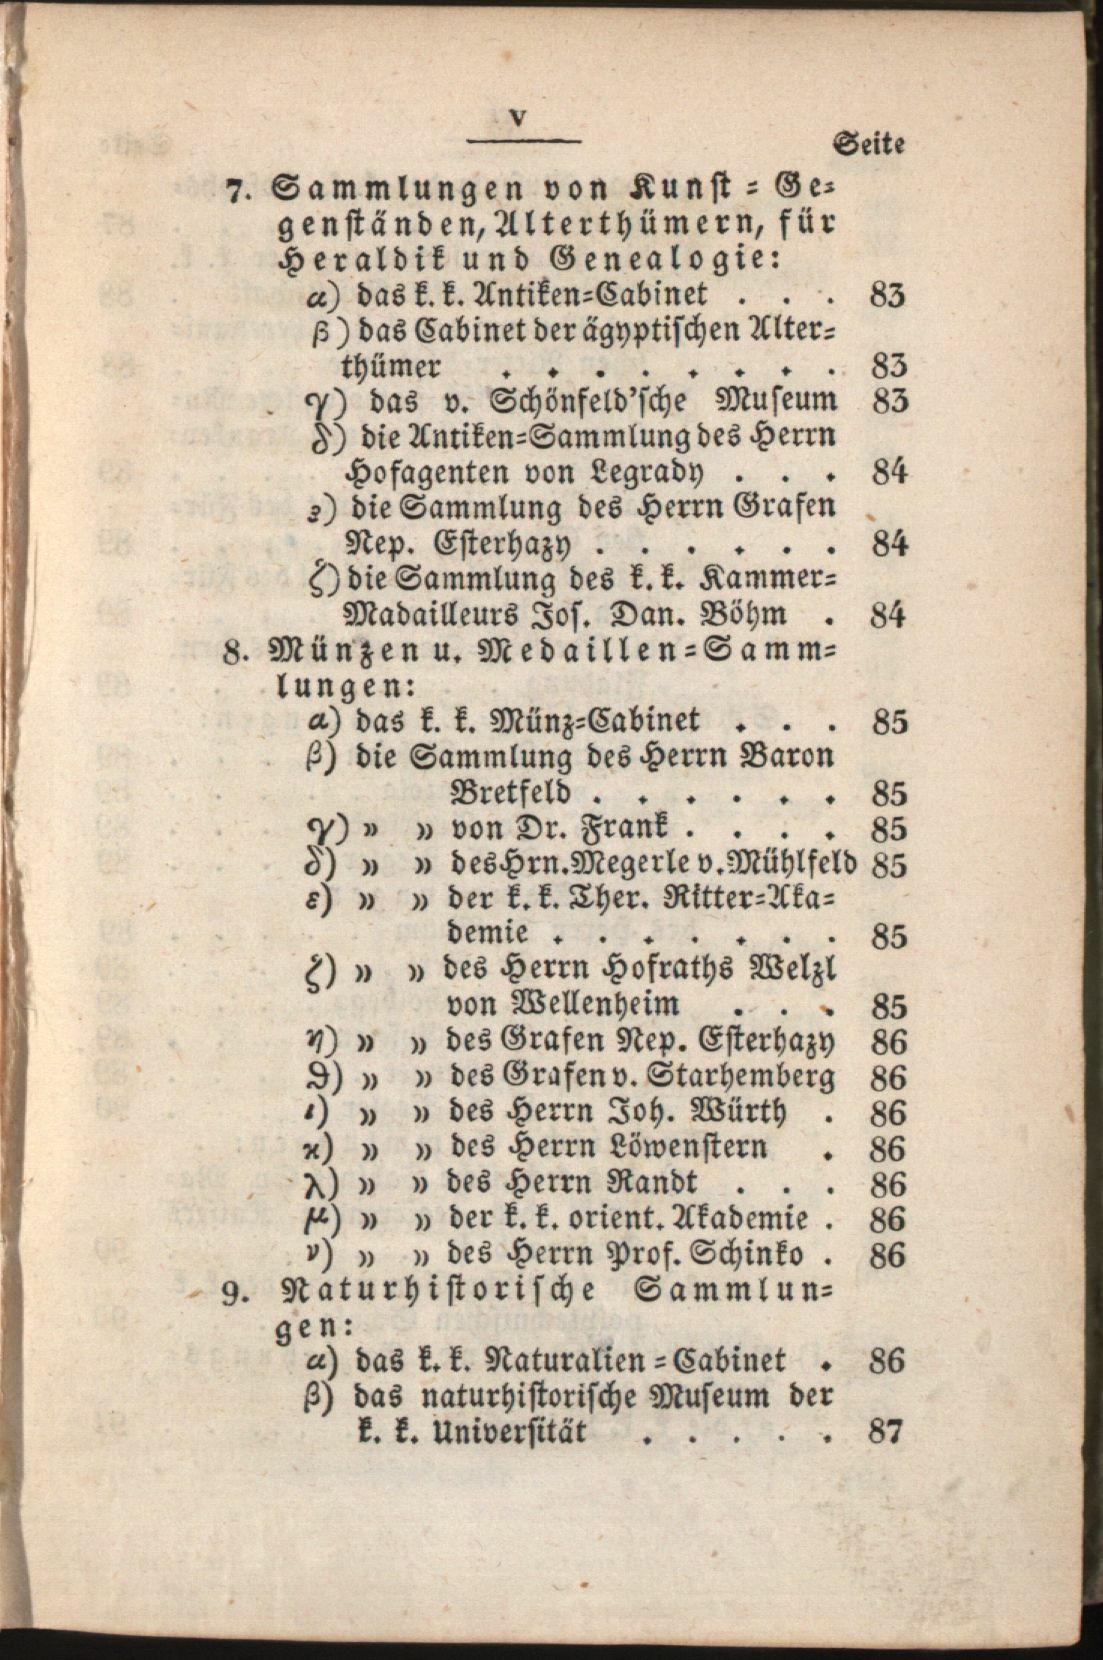 V
Seite
7. Sammlungen von Kunst = Ge=
genständen, Alterthümern, für
Heraldik und Genealogie:
α) das k. k. Antiken=Cabinet . . . 83
β) das Cabinet der ägyptischen Alter=
thümer . . . . . . . . 83
γ) das v. Schönfeld'sche Museum 83
δ) die Antiken=Sammlung des Herrn
Hofagenten von Legrady . . . 84
ε) die Sammlung des Herrn Grafen
Nep. Esterhazy . . . . . . 84
ζ) die Sammlung des k. k. Kammer=
Madailleurs Jos. Dan. Böhm . 84
8. Münzen u. Medaillen=Samm=
lungen:
α) das k. k. Münz=Cabinet . . . 85
β) die Sammlung des Herrn Baron
Bretfeld . . . . . . 85
γ) » » von Dr. Frank . . . . 85
δ) » » des Hrn. Megerle v. Mühlfeld 85
ε) » » der k. k. Ther. Ritter=Aka=
demie . . . . . . . 85
ζ) » » des Herrn Hofraths Welzl
von Wellenheim . . . 85
η) » » des Grafen Nep. Esterhazy 86
ϑ) » » des Grafen v. Starhemberg 86
ι) » » des Herrn Joh. Würth . 86
ϰ) » » des Herrn Löwenstern . 86
λ) » » des Herrn Randt . . . 86
μ) » » der k. k. orient. Akademie . 86
ν) » » des Herrn Prof. Schinko . 86
9. Naturhistorische Sammlun=
gen:
α) das k. k. Naturalien=Cabinet . 86
β) das naturhistorische Museum der
k. k. Universität . . . . . 87